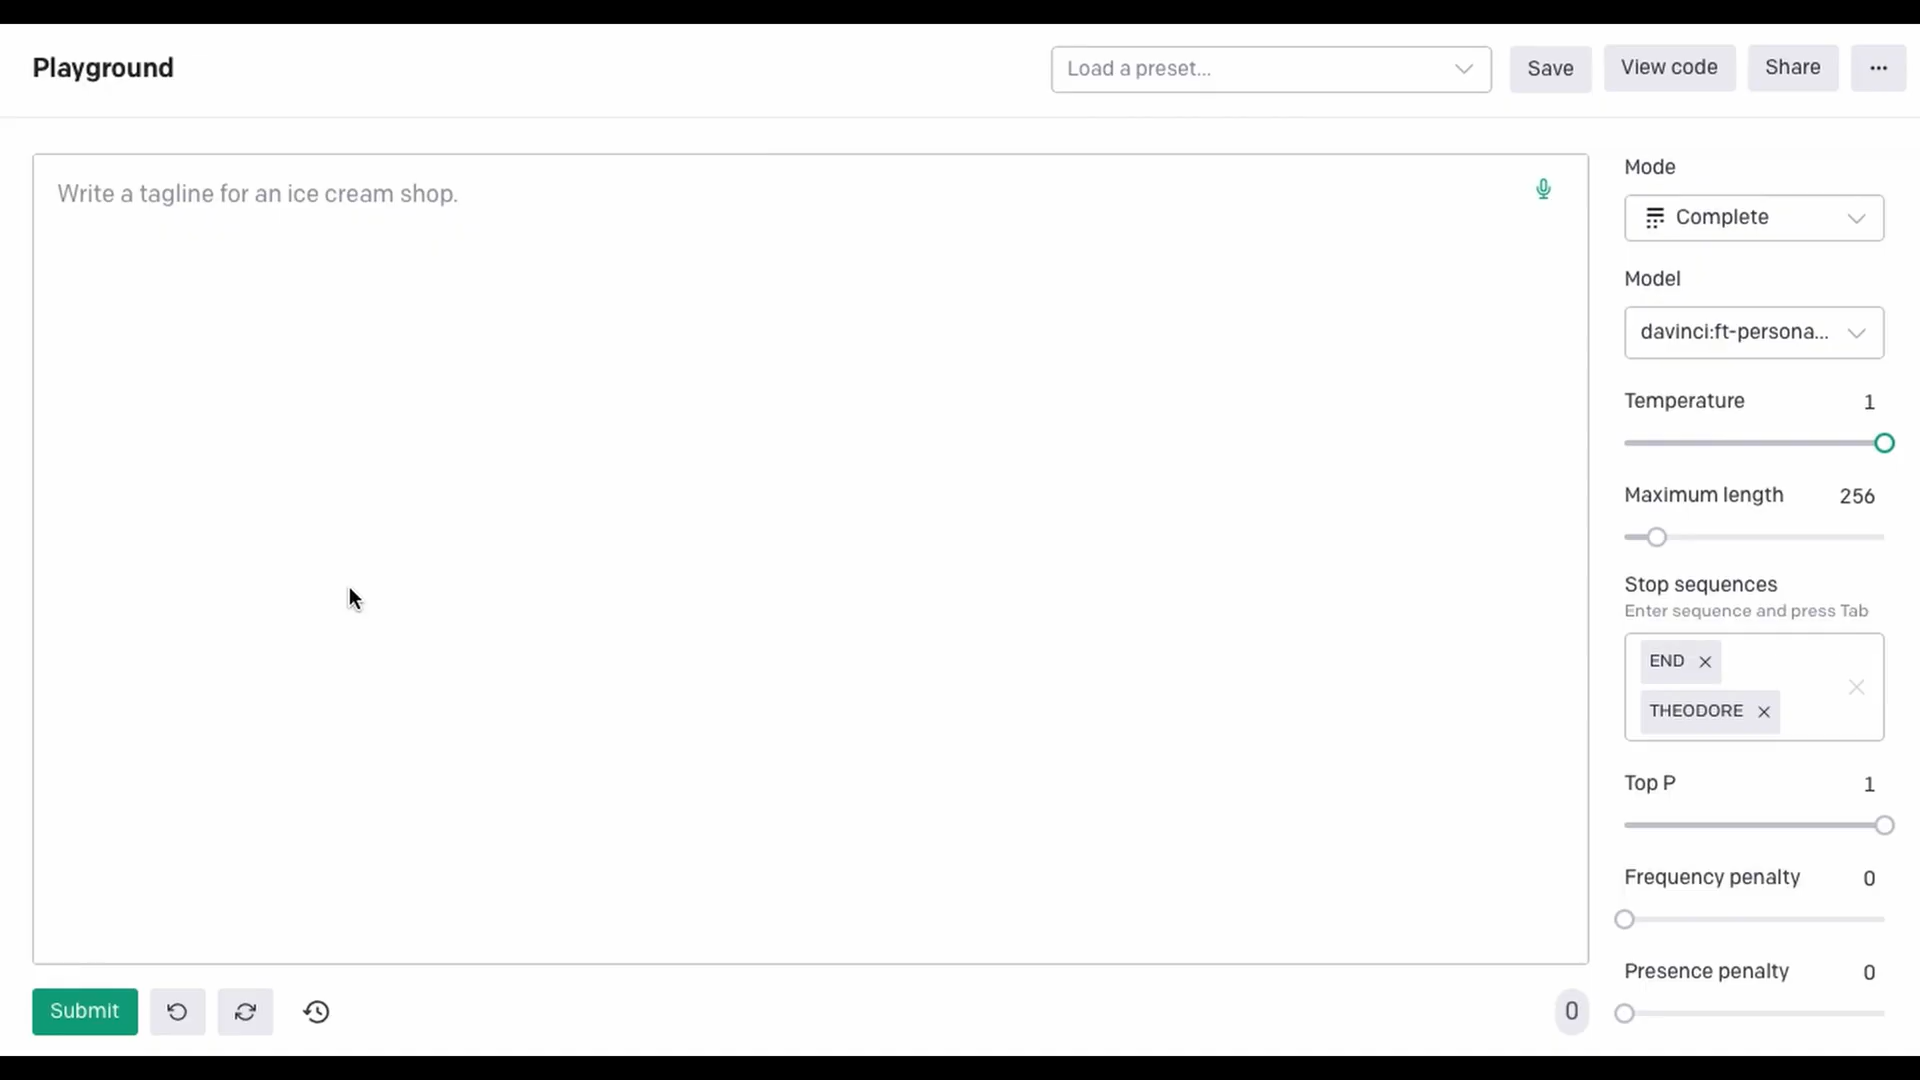 Playground
Load a preset...
Save
View code
Share
Write a tagline for an ice cream shop.
Mode
Complete
Model
davinci:ft-persona...
Temperature 1
Maximum length 256
Stop sequences
Enter sequence and press Tab
END
THEODORE
Top P 1
Frequency penalty 0
Presence penalty 0
Submit
0